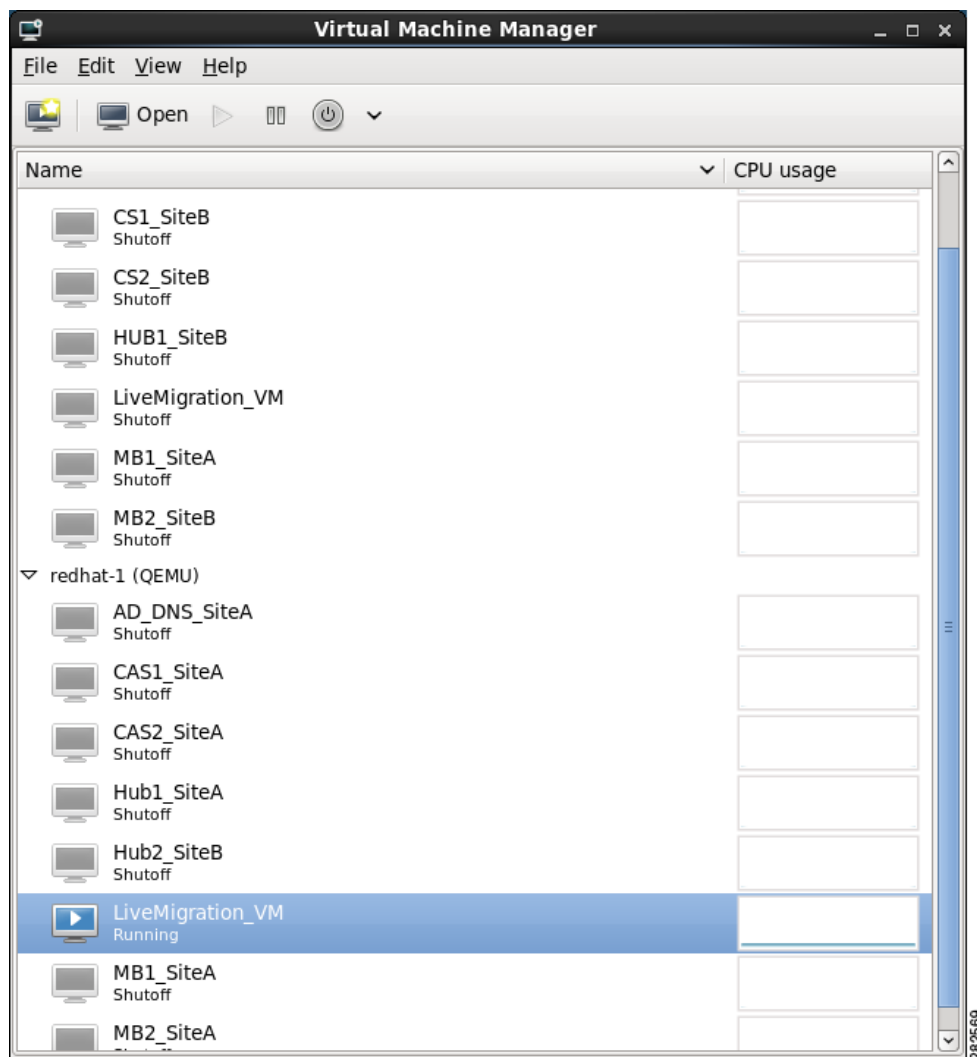 Virtual Machine Manager
File Edit View Help
Open
Name CPU usage
CS1_SiteB
Shutoff
CS2_SiteB
Shutoff
HUB1_SiteB
Shutoff
LiveMigration_VM
Shutoff
MB1_SiteA
Shutoff
MB2_SiteB
Shutoff
redhat-1 (QEMU)
AD_DNS_SiteA
Shutoff
CAS1_SiteA
Shutoff
CAS2_SiteA
Shutoff
Hub1_SiteA
Shutoff
Hub2_SiteB
Shutoff
LiveMigration_VM
Running
MB1_SiteA
Shutoff
MB2_SiteA